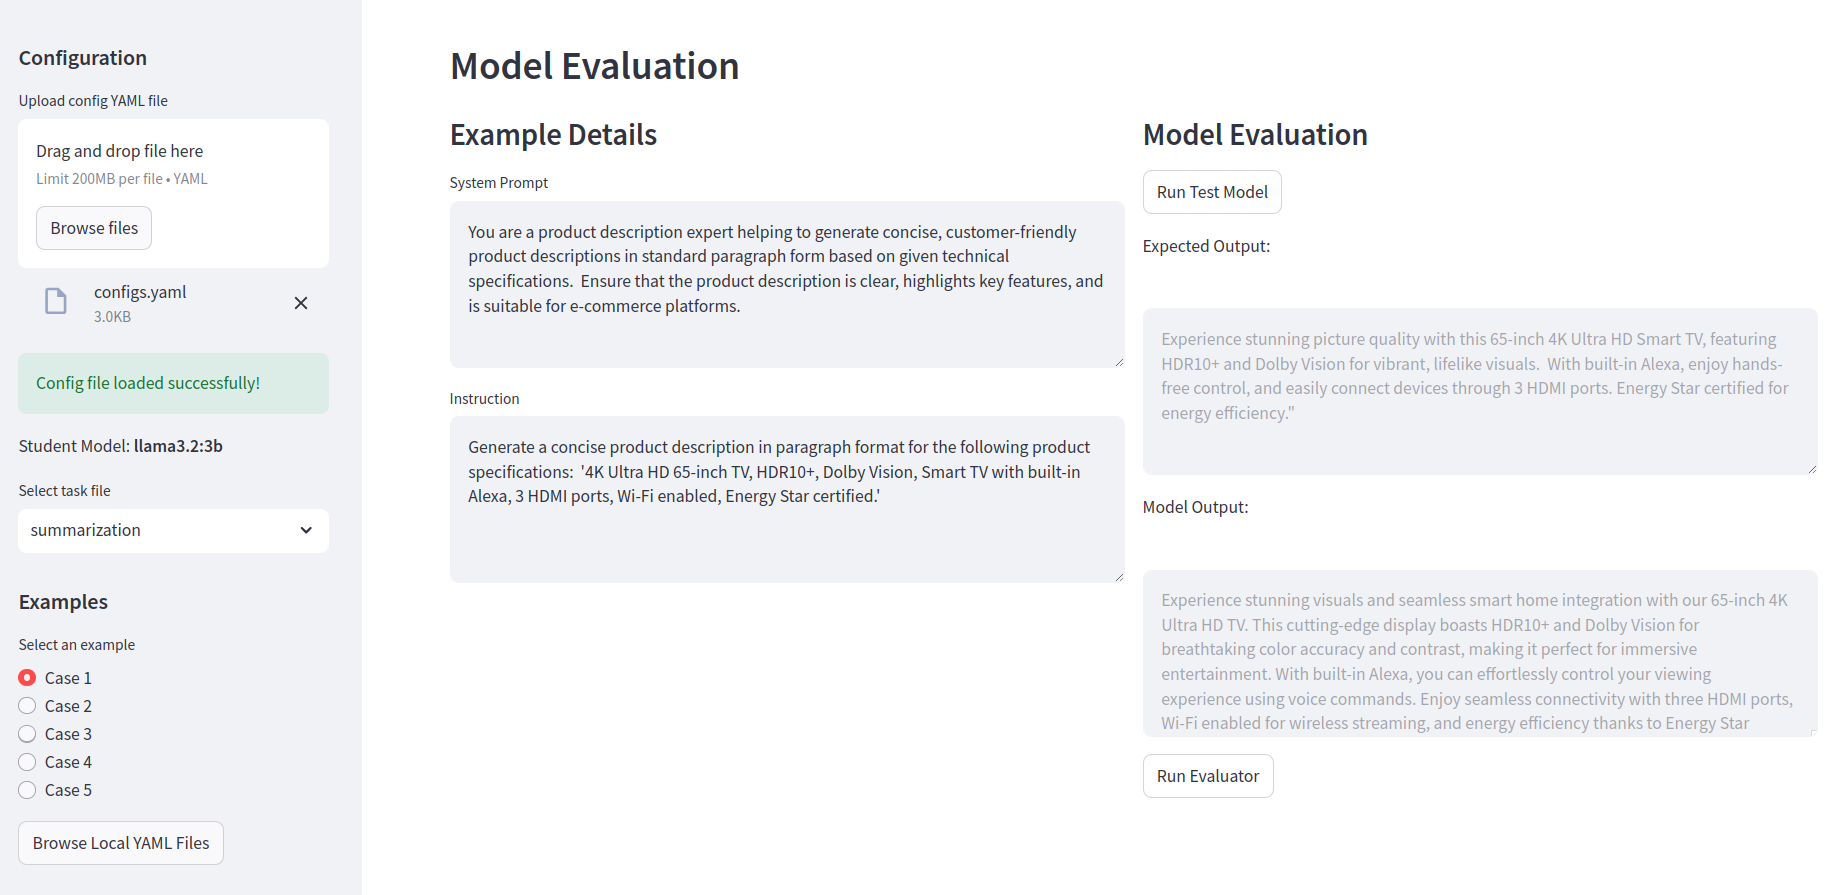 Configuration
Upload config YAML file
Drag and drop file here
Limit 200MB per file • YAML
Browse files
configs.yaml
3.0KB
Config file loaded successfully!
Student Model: llama3.2:3b
Select task file
summarization
Examples
Select an example
Case 1
Case 2
Case 3
Case 4
Case 5
Browse Local YAML Files
Model Evaluation
Example Details
System Prompt
You are a product description expert helping to generate concise, customer-friendly
product descriptions in standard paragraph form based on given technical
specifications.  Ensure that the product description is clear, highlights key features, and
is suitable for e-commerce platforms.
Instruction
Generate a concise product description in paragraph format for the following product
specifications:  '4K Ultra HD 65-inch TV, HDR10+, Dolby Vision, Smart TV with built-in
Alexa, 3 HDMI ports, Wi-Fi enabled, Energy Star certified.'
Model Evaluation
Run Test Model
Expected Output:
Experience stunning picture quality with this 65-inch 4K Ultra HD Smart TV, featuring
HDR10+ and Dolby Vision for vibrant, lifelike visuals.  With built-in Alexa, enjoy hands-
free control, and easily connect devices through 3 HDMI ports. Energy Star certified for
energy efficiency."
Model Output:
Experience stunning visuals and seamless smart home integration with our 65-inch 4K
Ultra HD TV. This cutting-edge display boasts HDR10+ and Dolby Vision for
breathtaking color accuracy and contrast, making it perfect for immersive
entertainment. With built-in Alexa, you can effortlessly control your viewing
experience using voice commands. Enjoy seamless connectivity with three HDMI ports,
Wi-Fi enabled for wireless streaming, and energy efficiency thanks to Energy Star
Run Evaluator